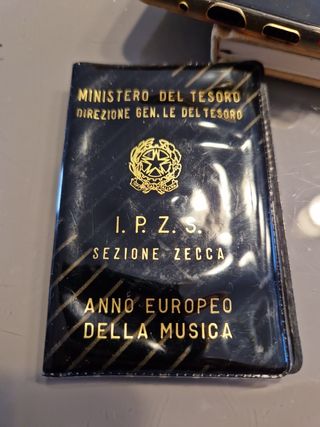 MINISTERO DEL TESORO
DIREZIONE GEN.LE DEL TESORO
I.P.Z.S.
SEZIONE ZECCA
ANNO EUROPEO
DELLA MUSICA